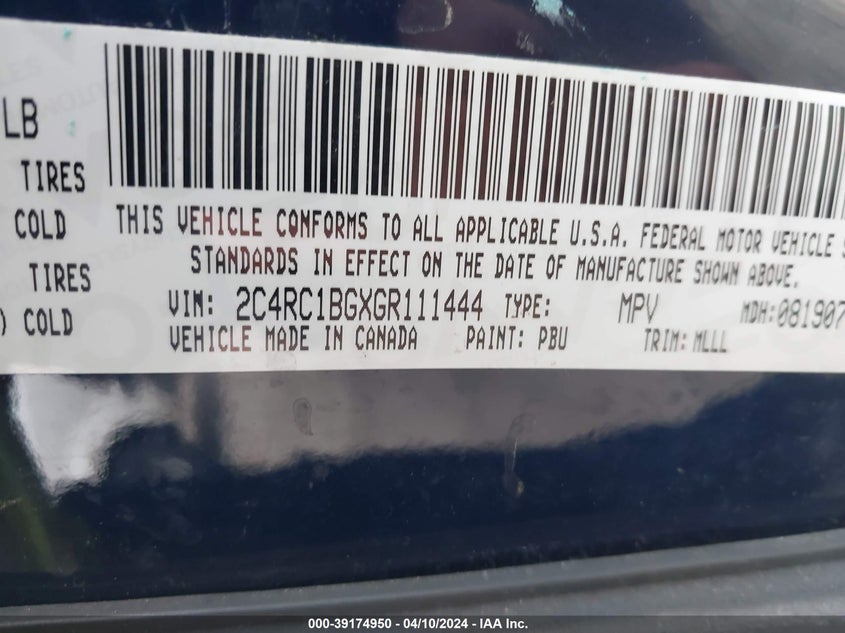 LB
TIRES
COLD
THIS VEHICLE CONFORMS TO ALL APPLICABLE U.S.A. FEDERAL MOTOR VEHICLE S
STANDARDS IN EFFECT ON THE DATE OF MANUFACTURE SHOWN ABOVE.
TIRES
) COLD
VIN: 2C4RC1BGXGR111444 TYPE: MPV MDH:081907
VEHICLE MADE IN CANADA PAINT: PBU TRIM: MLLL
000-39174950 - 04/10/2024 - IAA Inc.